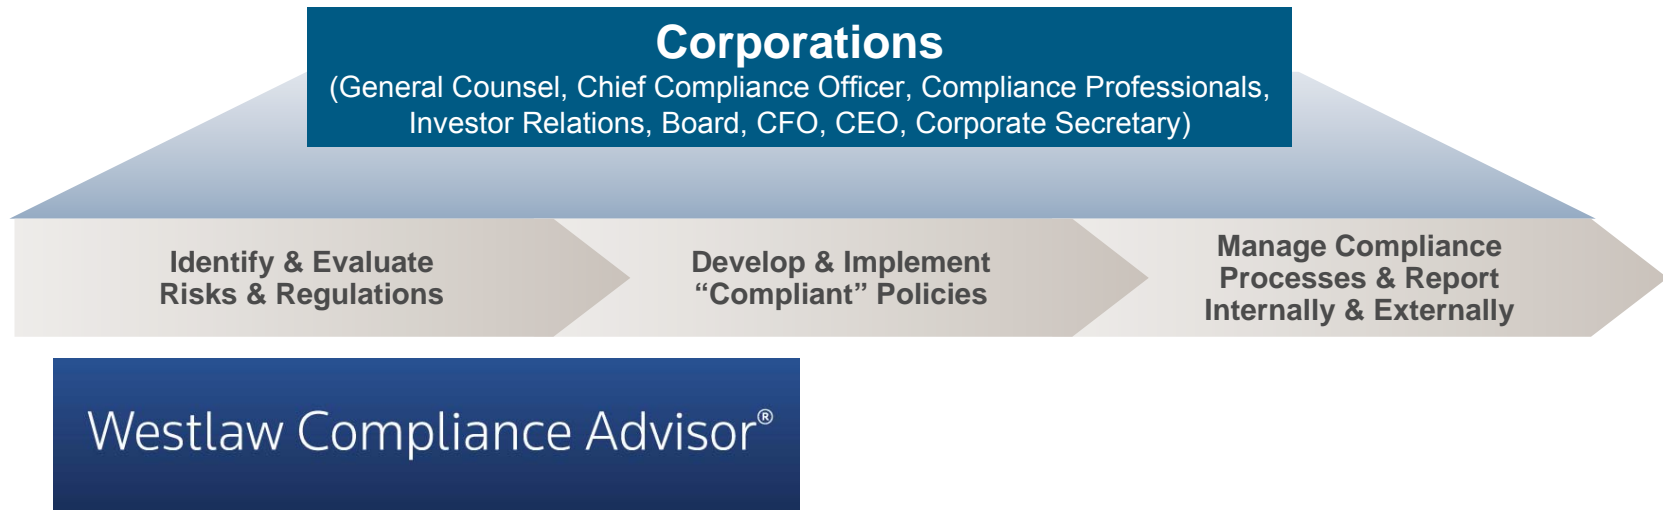 Corporations
(General Counsel, Chief Compliance Officer, Compliance Professionals,
Investor Relations, Board, CFO, CEO, Corporate Secretary)
Identify & Evaluate
Risks & Regulations
Develop & Implement
“Compliant” Policies
Manage Compliance
Processes & Report
Internally & Externally
Westlaw Compliance Advisor®